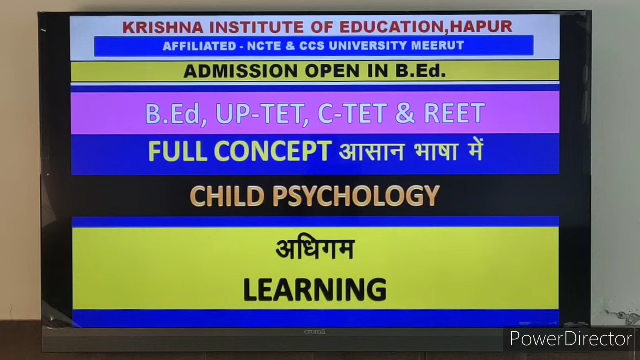 KRISHNA INSTITUTE OF EDUCATION,HAPUR
AFFILIATED - NCTE & CCS UNIVERSITY MEERUT
ADMISSION OPEN IN B.Ed.
B.Ed, UP-TET, C-TET & REET
FULL CONCEPT आसान भाषा में
CHILD PSYCHOLOGY
अधिगम
LEARNING
croma
PowerDirector